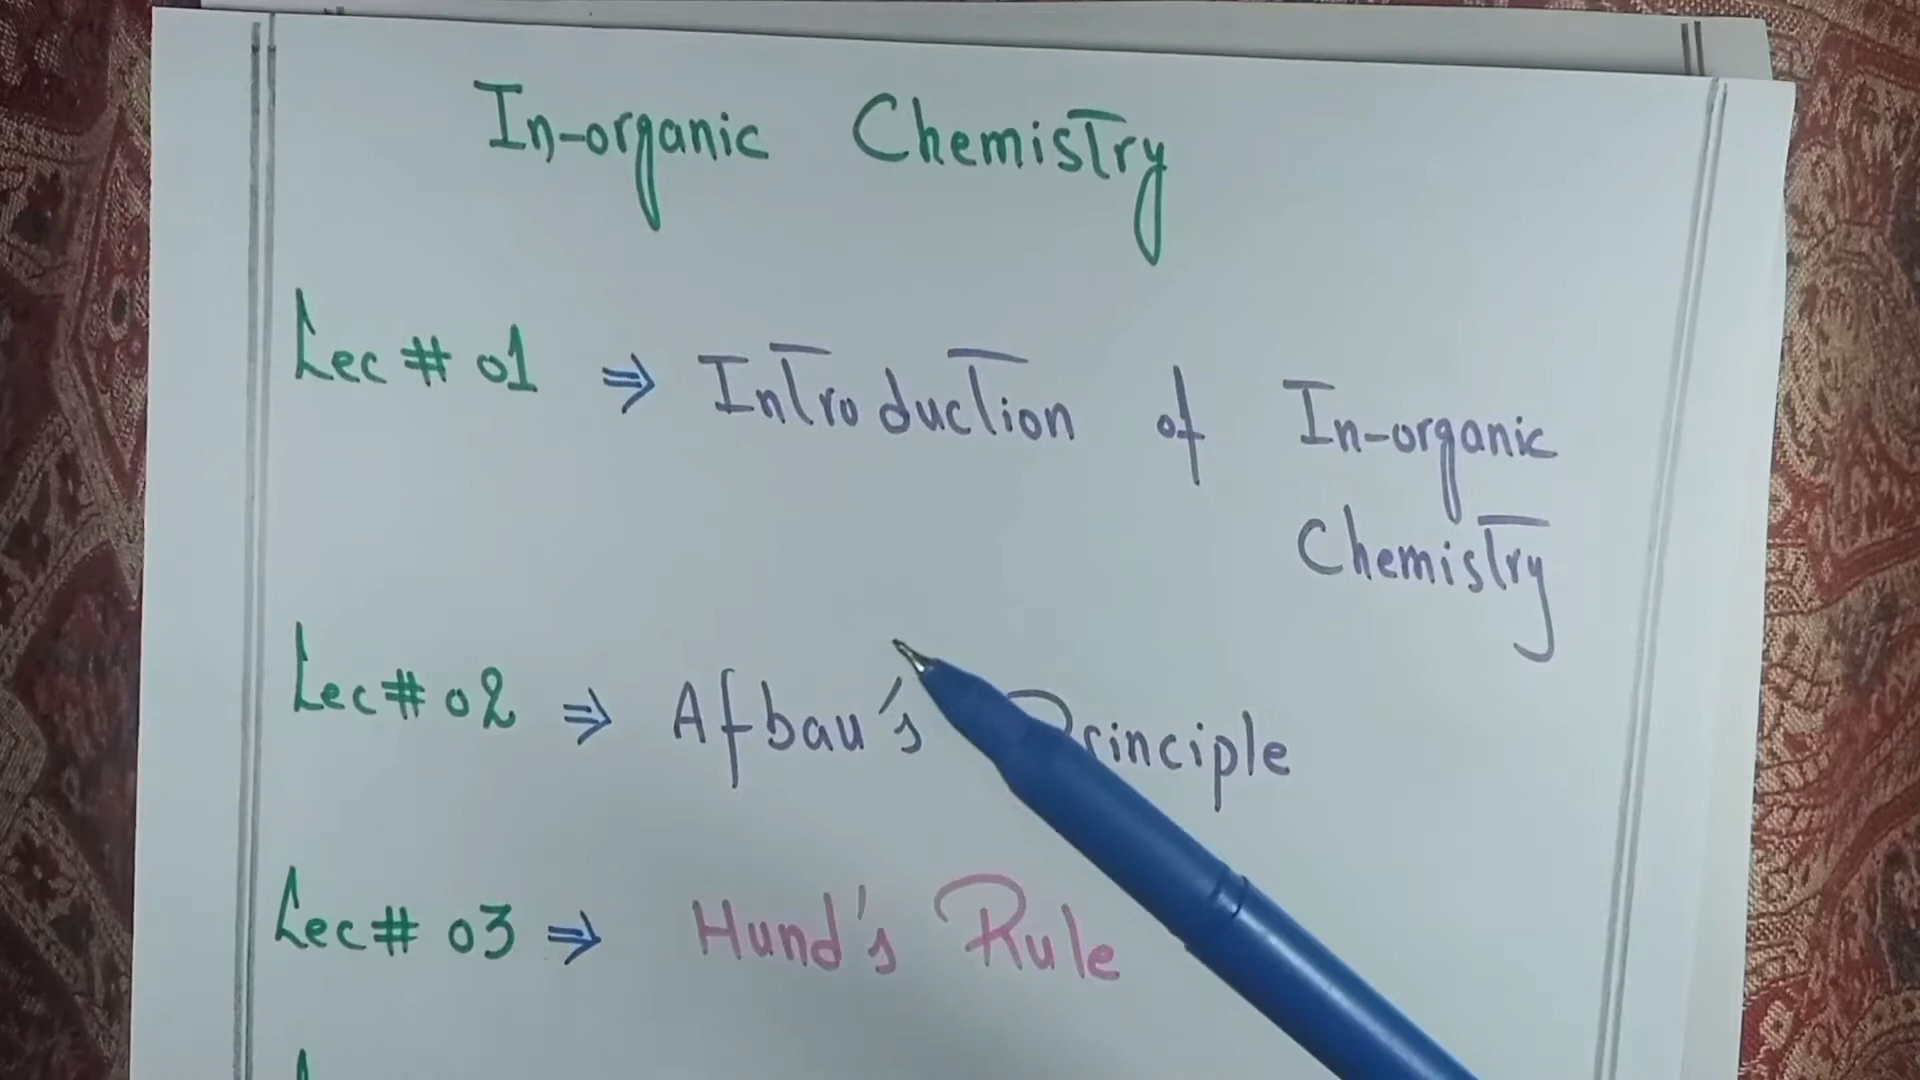 In-organic Chemistry
Lec # 01 ⇒ Introduction of In-organic
Chemistry
Lec # 02 ⇒ Afbau's Principle
Lec # 03 ⇒ Hund's Rule